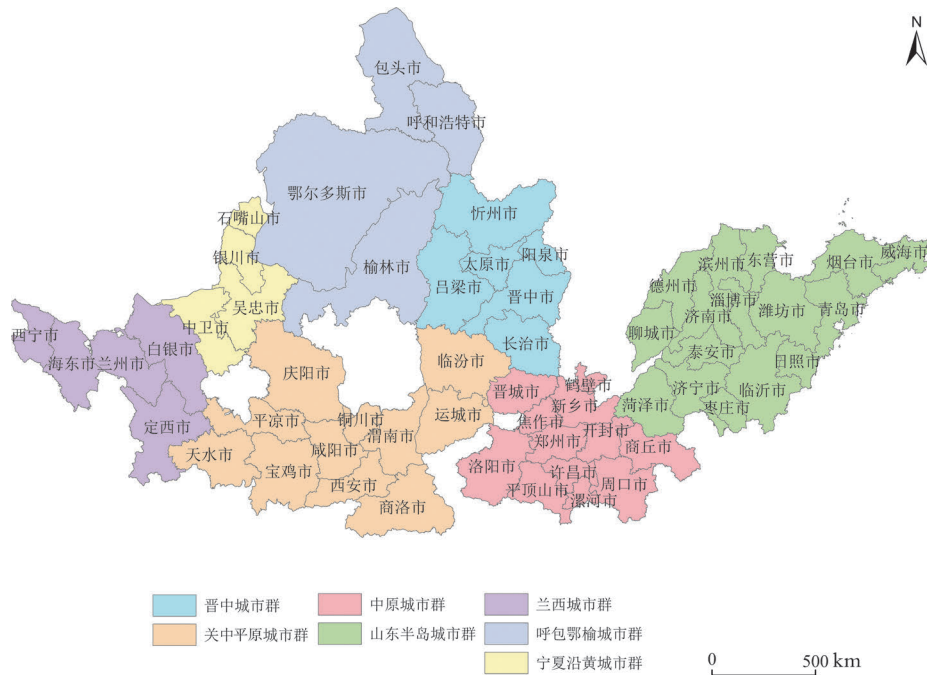 N
包头市
呼和浩特市
鄂尔多斯市
石嘴山市
忻州市
银川市
榆林市
太原市
阳泉市
吕梁市
晋中市
吴忠市
中卫市
长治市
西宁市
海东市
兰州市
白银市
定西市
庆阳市
临汾市
平凉市
铜川市
渭南市
运城市
天水市
宝鸡市
咸阳市
西安市
商洛市
晋城市
鹤壁市
新乡市
焦作市
郑州市
开封市
商丘市
洛阳市
许昌市
周口市
平顶山市
漯河市
滨州市
东营市
烟台市
威海市
德州市
淄博市
潍坊市
青岛市
济南市
聊城市
泰安市
日照市
菏泽市
济宁市
临沂市
枣庄市
晋中城市群
中原城市群
兰西城市群
关中平原城市群
山东半岛城市群
呼包鄂榆城市群
宁夏沿黄城市群
0 500 km